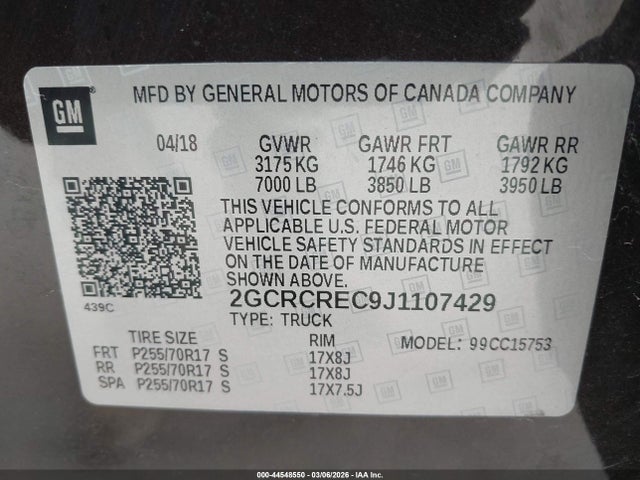 GM
MFD BY GENERAL MOTORS OF CANADA COMPANY
04/18 GVWR GAWR FRT GAWR RR
3175 KG 1746 KG 1792 KG
7000 LB 3850 LB 3950 LB
THIS VEHICLE CONFORMS TO ALL
APPLICABLE U.S. FEDERAL MOTOR
VEHICLE SAFETY STANDARDS IN EFFECT
ON THE DATE OF MANUFACTURE
SHOWN ABOVE.
439C
2GCRCREC9J1107429
TYPE: TRUCK
TIRE SIZE RIM MODEL: 99CC15753
FRT P255/70R17 S 17X8J
RR P255/70R17 S 17X8J
SPA P255/70R17 S 17X7.5J
000-44548550 - 03/06/2026 - IAA Inc.